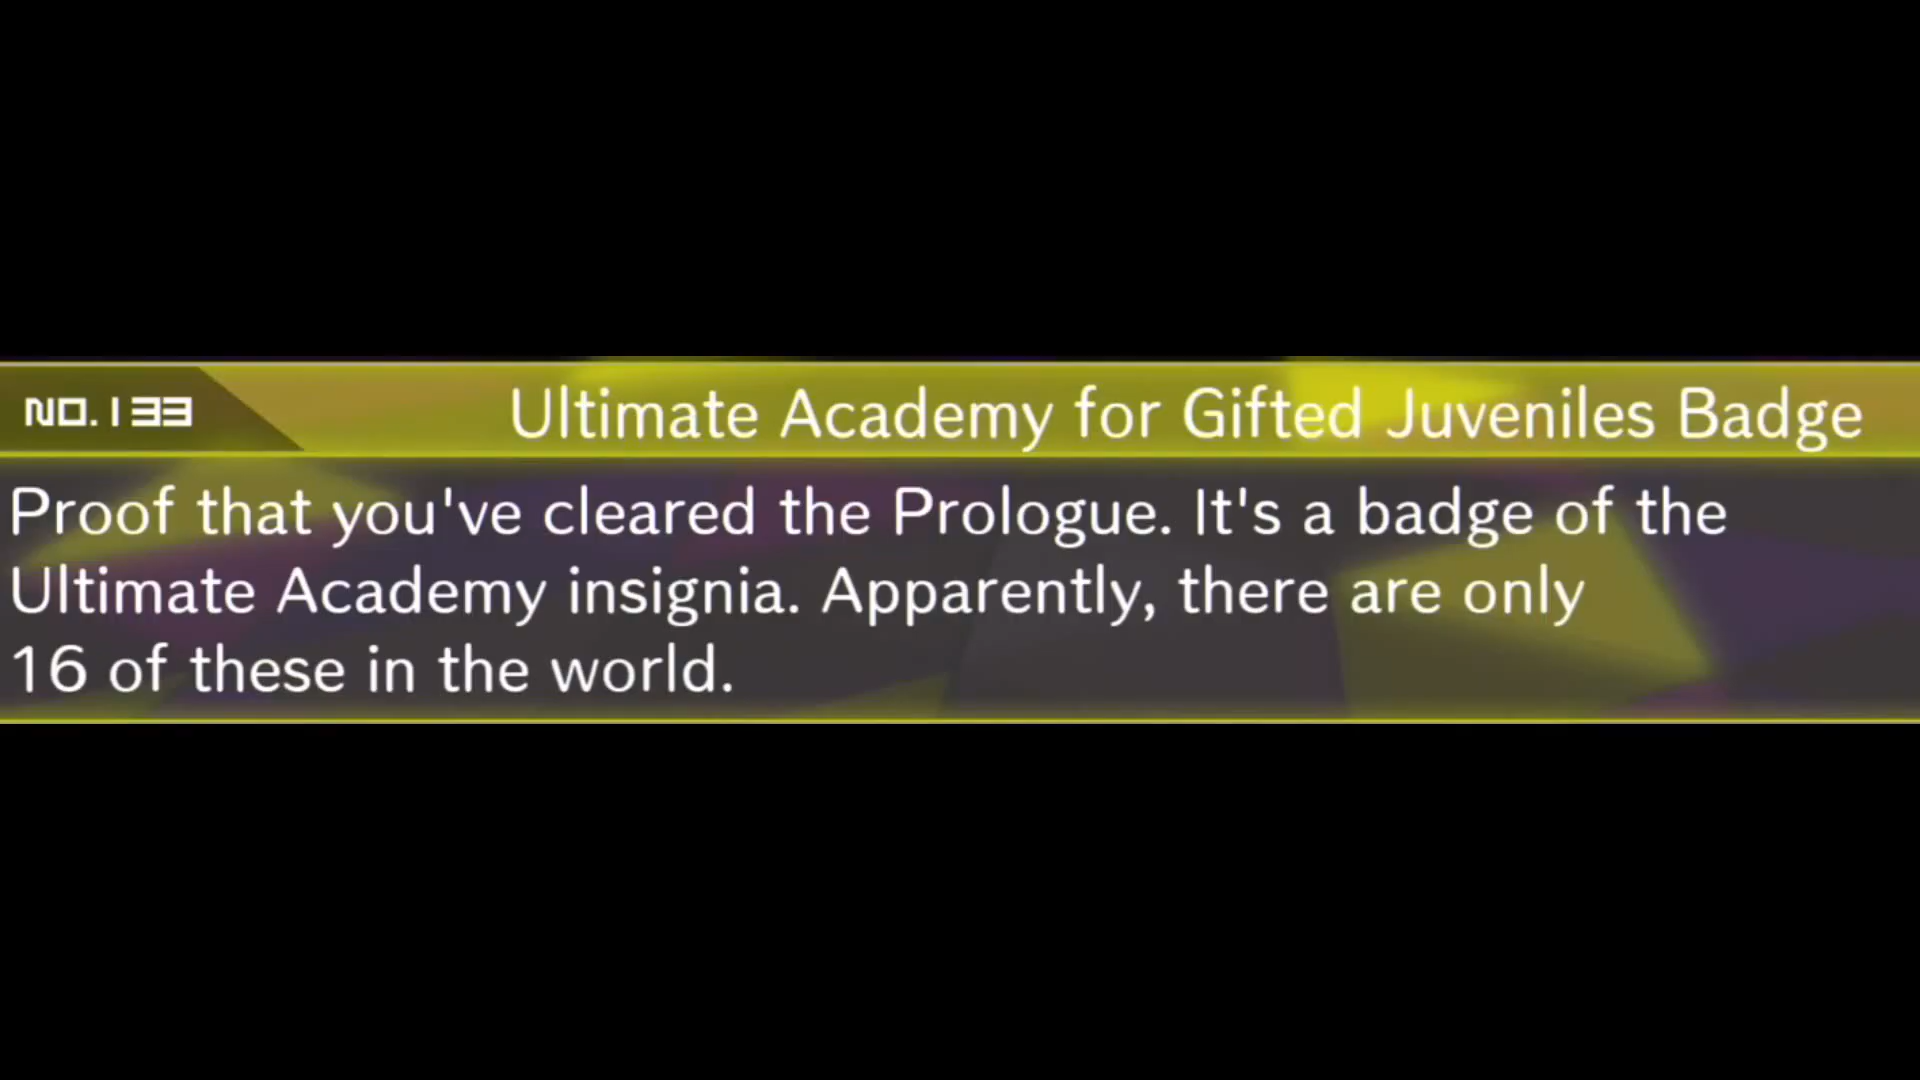 NO.133
Ultimate Academy for Gifted Juveniles Badge
Proof that you've cleared the Prologue. It's a badge of the
Ultimate Academy insignia. Apparently, there are only
16 of these in the world.